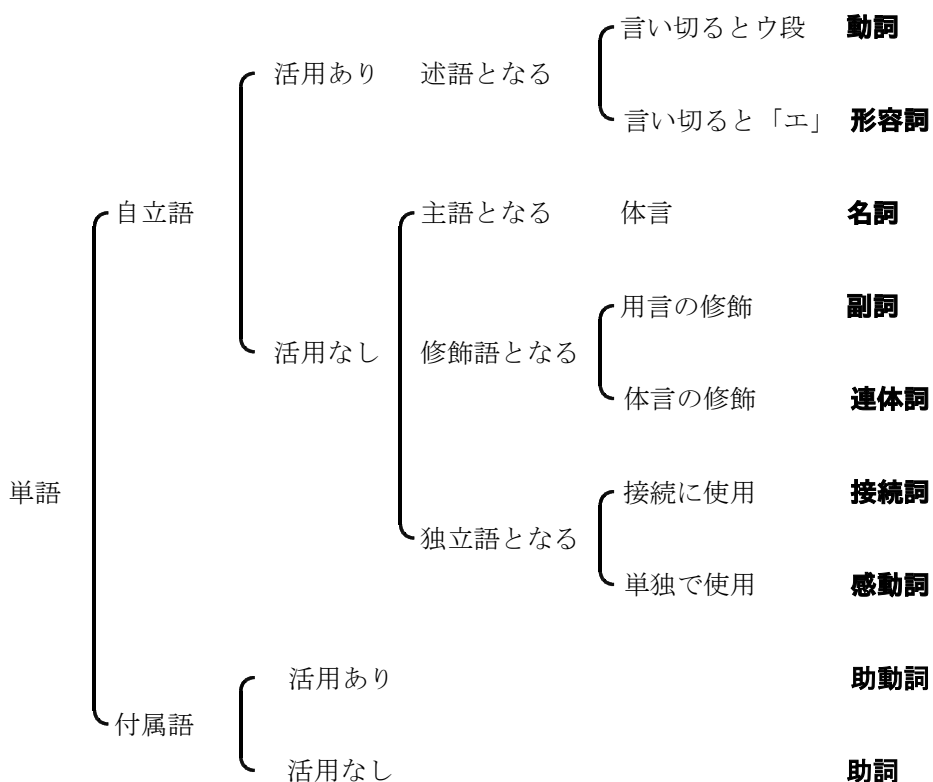 言い切るとウ段 動詞
活用あり 述語となる
言い切ると「エ」 形容詞
自立語 主語となる 体言 名詞
用言の修飾 副詞
活用なし 修飾語となる
体言の修飾 連体詞
単語 接続に使用 接続詞
独立語となる
単独で使用 感動詞
活用あり 助動詞
付属語
活用なし 助詞